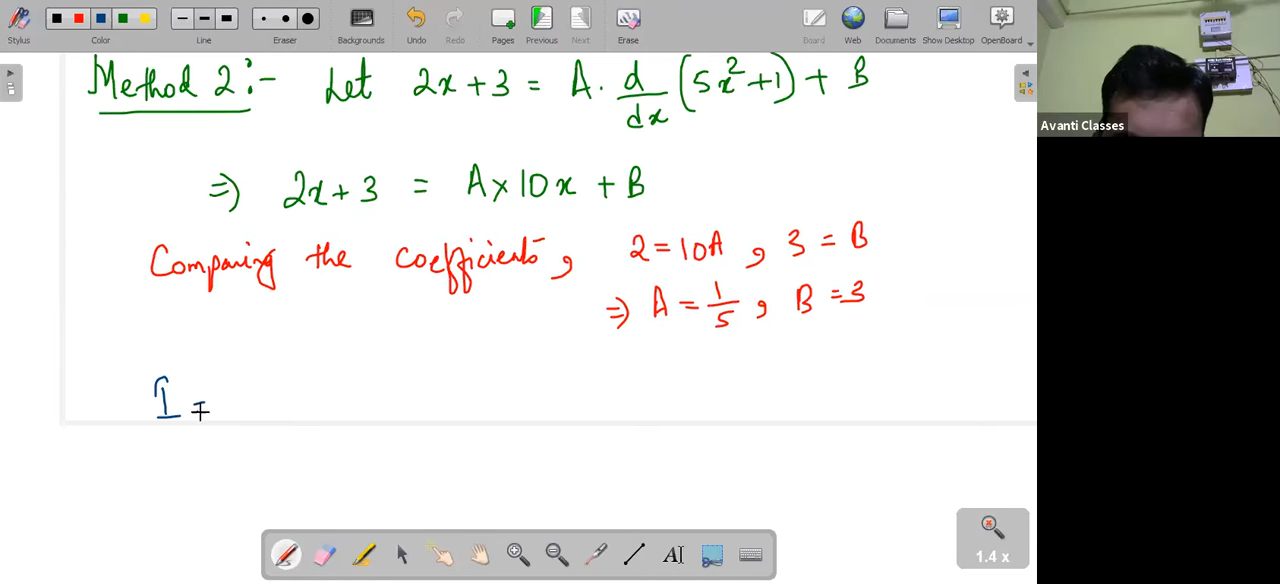 Stylus Color Line Eraser Backgrounds Undo Redo Pages Previous Next Erase Board Web Documents Show Desktop OpenBoard
Method 2:- Let 2x + 3 = A. d/dx (5x² + 1) + B
Avanti Classes
=) 2x + 3 = A × 10x + B
Comparing the coefficients, 2 = 10A, 3 = B
=) A = 1/5, B = 3
I =
1.4 x